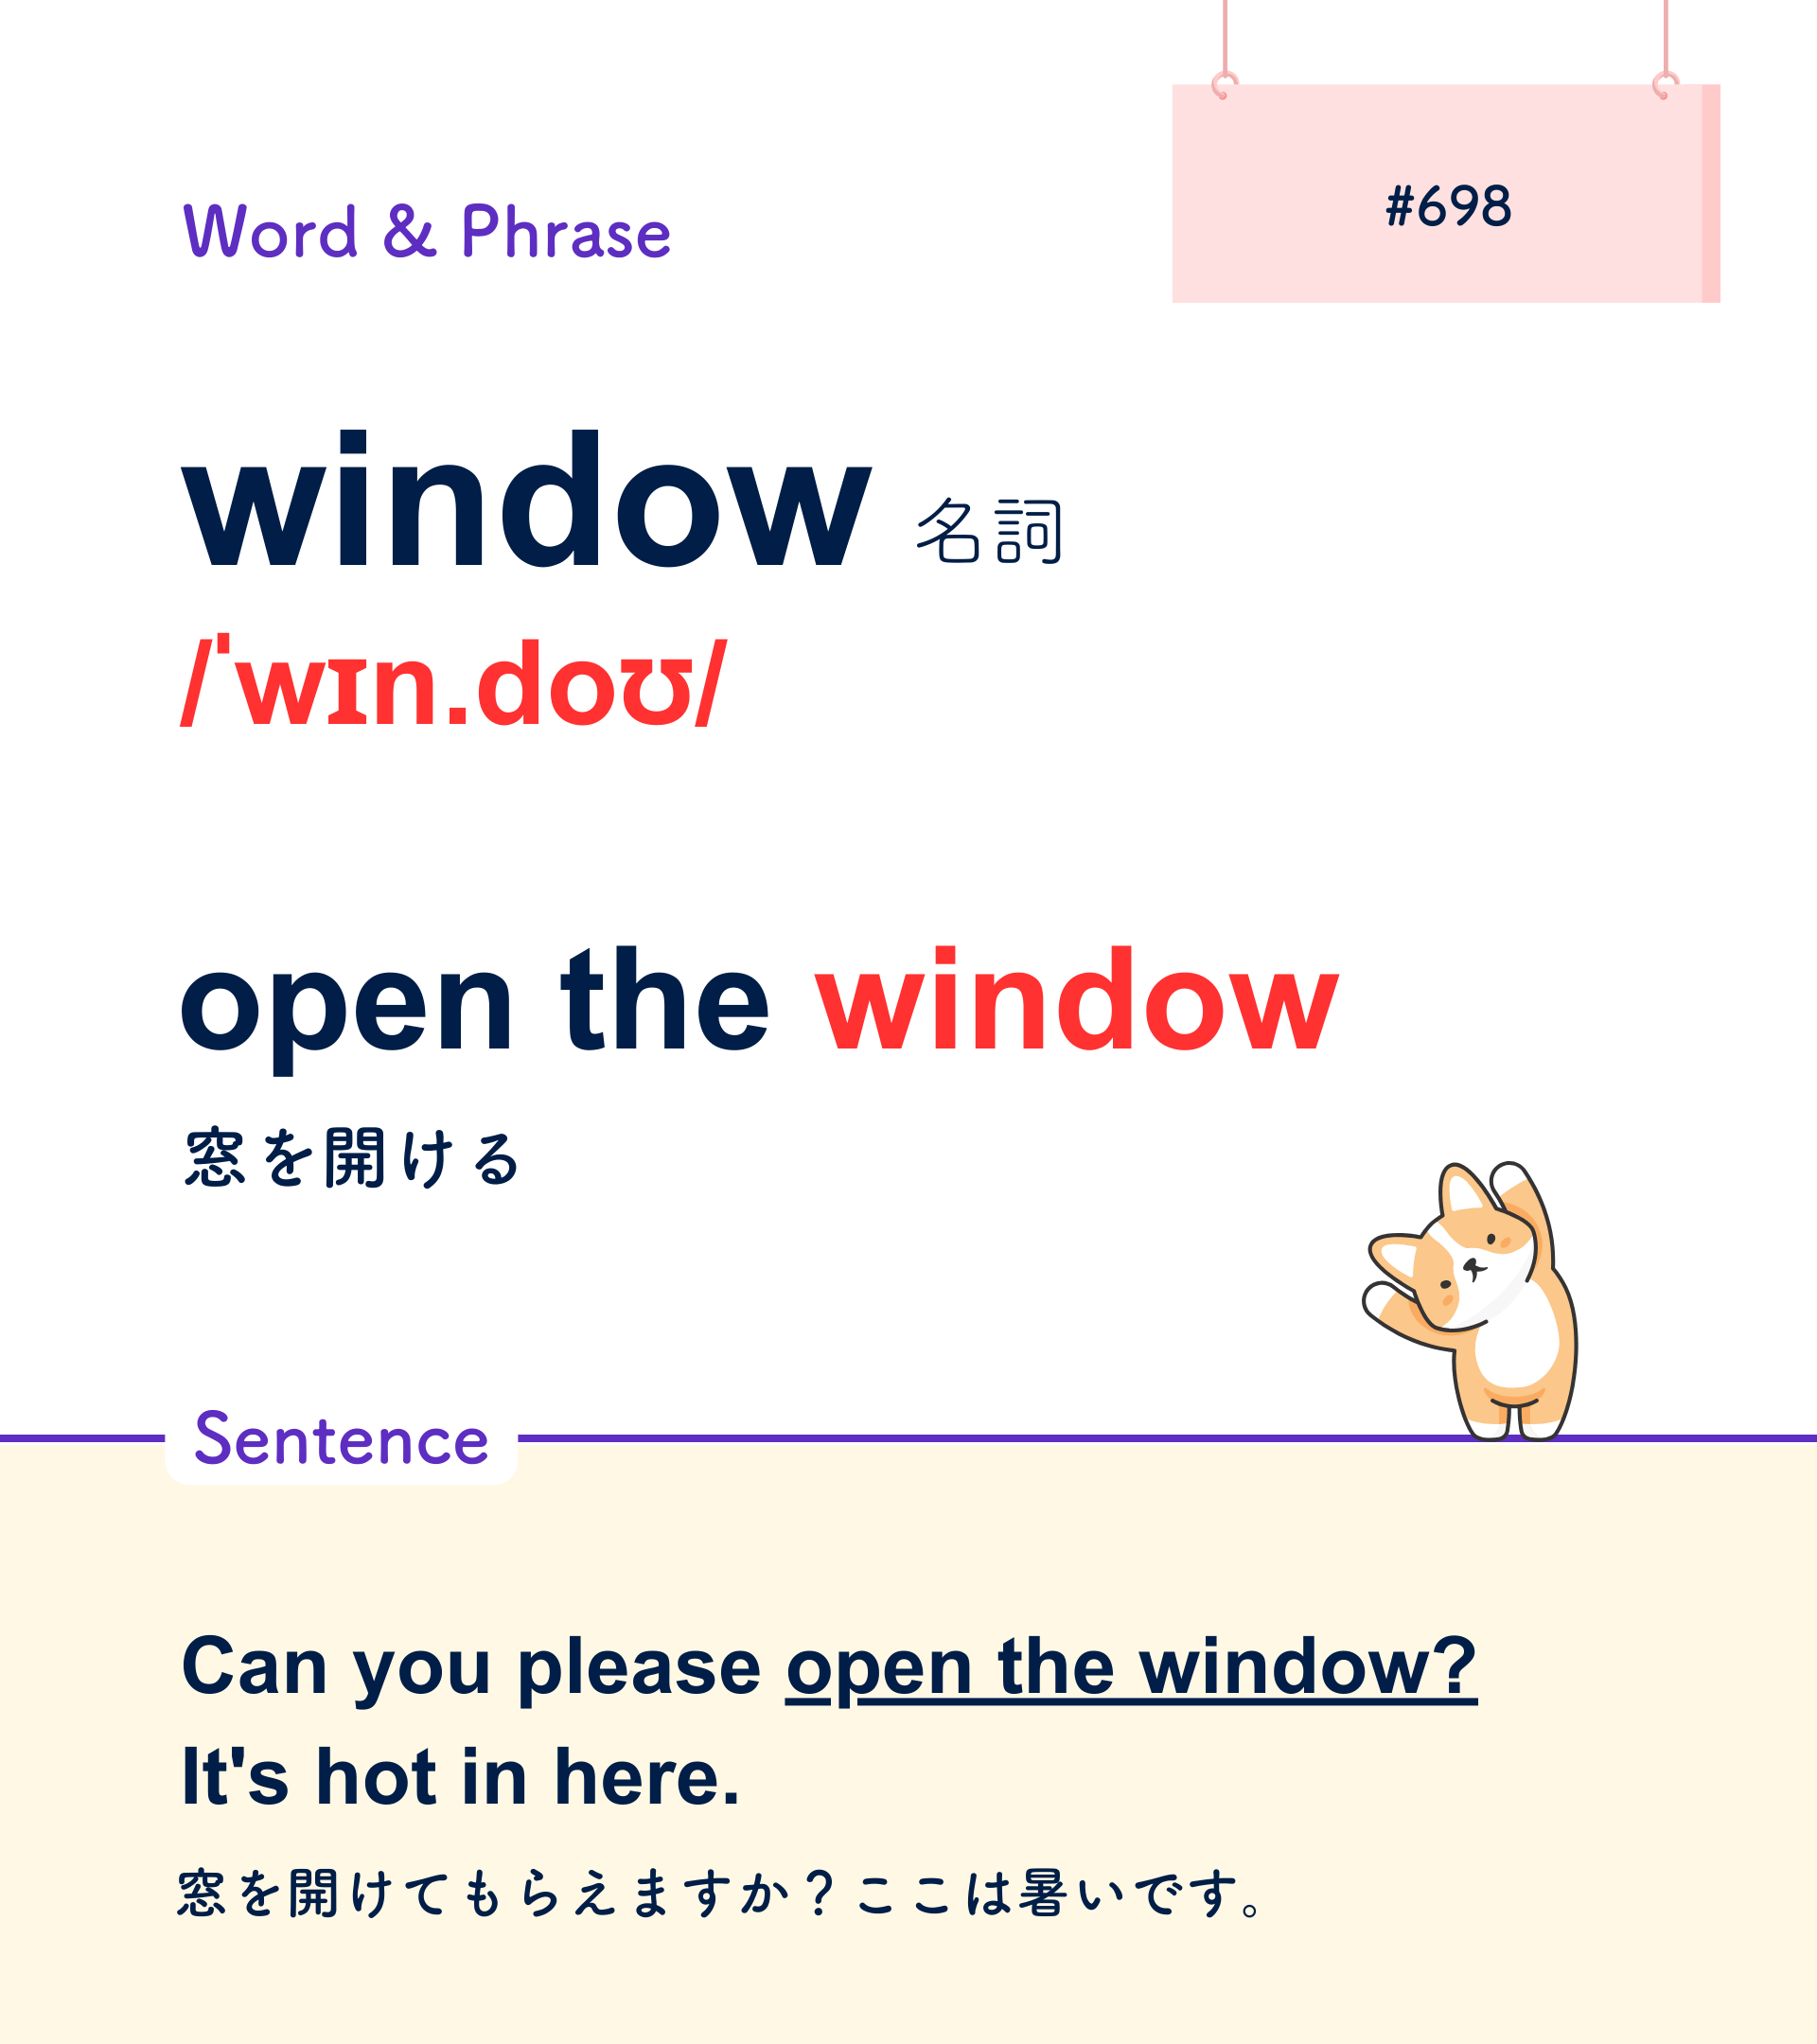 #698
Word & Phrase
window 名詞
/ˈwɪn.doʊ/
open the window
窓を開ける
Sentence
Can you please open the window?
It's hot in here.
窓を開けてもらえますか？ここは暑いです。